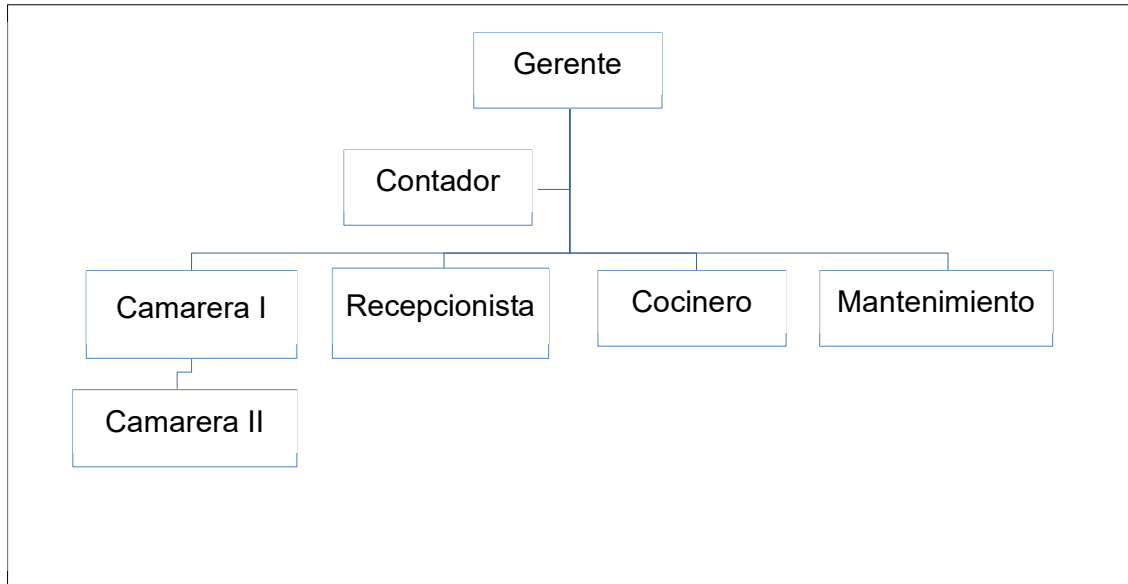 Gerente
Contador
Camarera I
Recepcionista
Cocinero
Mantenimiento
Camarera II